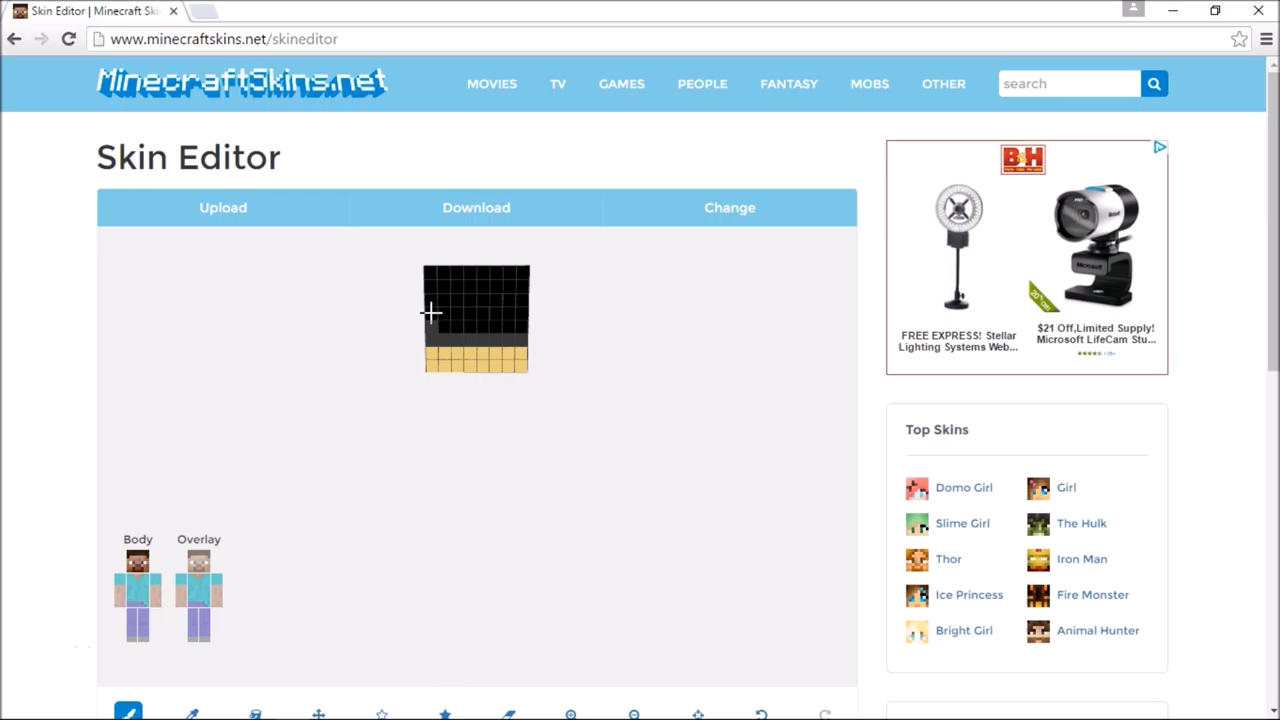 Skin Editor | Minecraft Ski
www.minecraftskins.net/skineditor
MinecraftSkins.net
MOVIES TV GAMES PEOPLE FANTASY MOBS OTHER search
Skin Editor
Upload Download Change
B&H
Microsoft
20% OFF
FREE EXPRESS! Stellar
Lighting Systems Web...
$21 Off,Limited Supply!
Microsoft LifeCam Stu...
Top Skins
Domo Girl Girl
Slime Girl The Hulk
Thor Iron Man
Ice Princess Fire Monster
Bright Girl Animal Hunter
Body Overlay